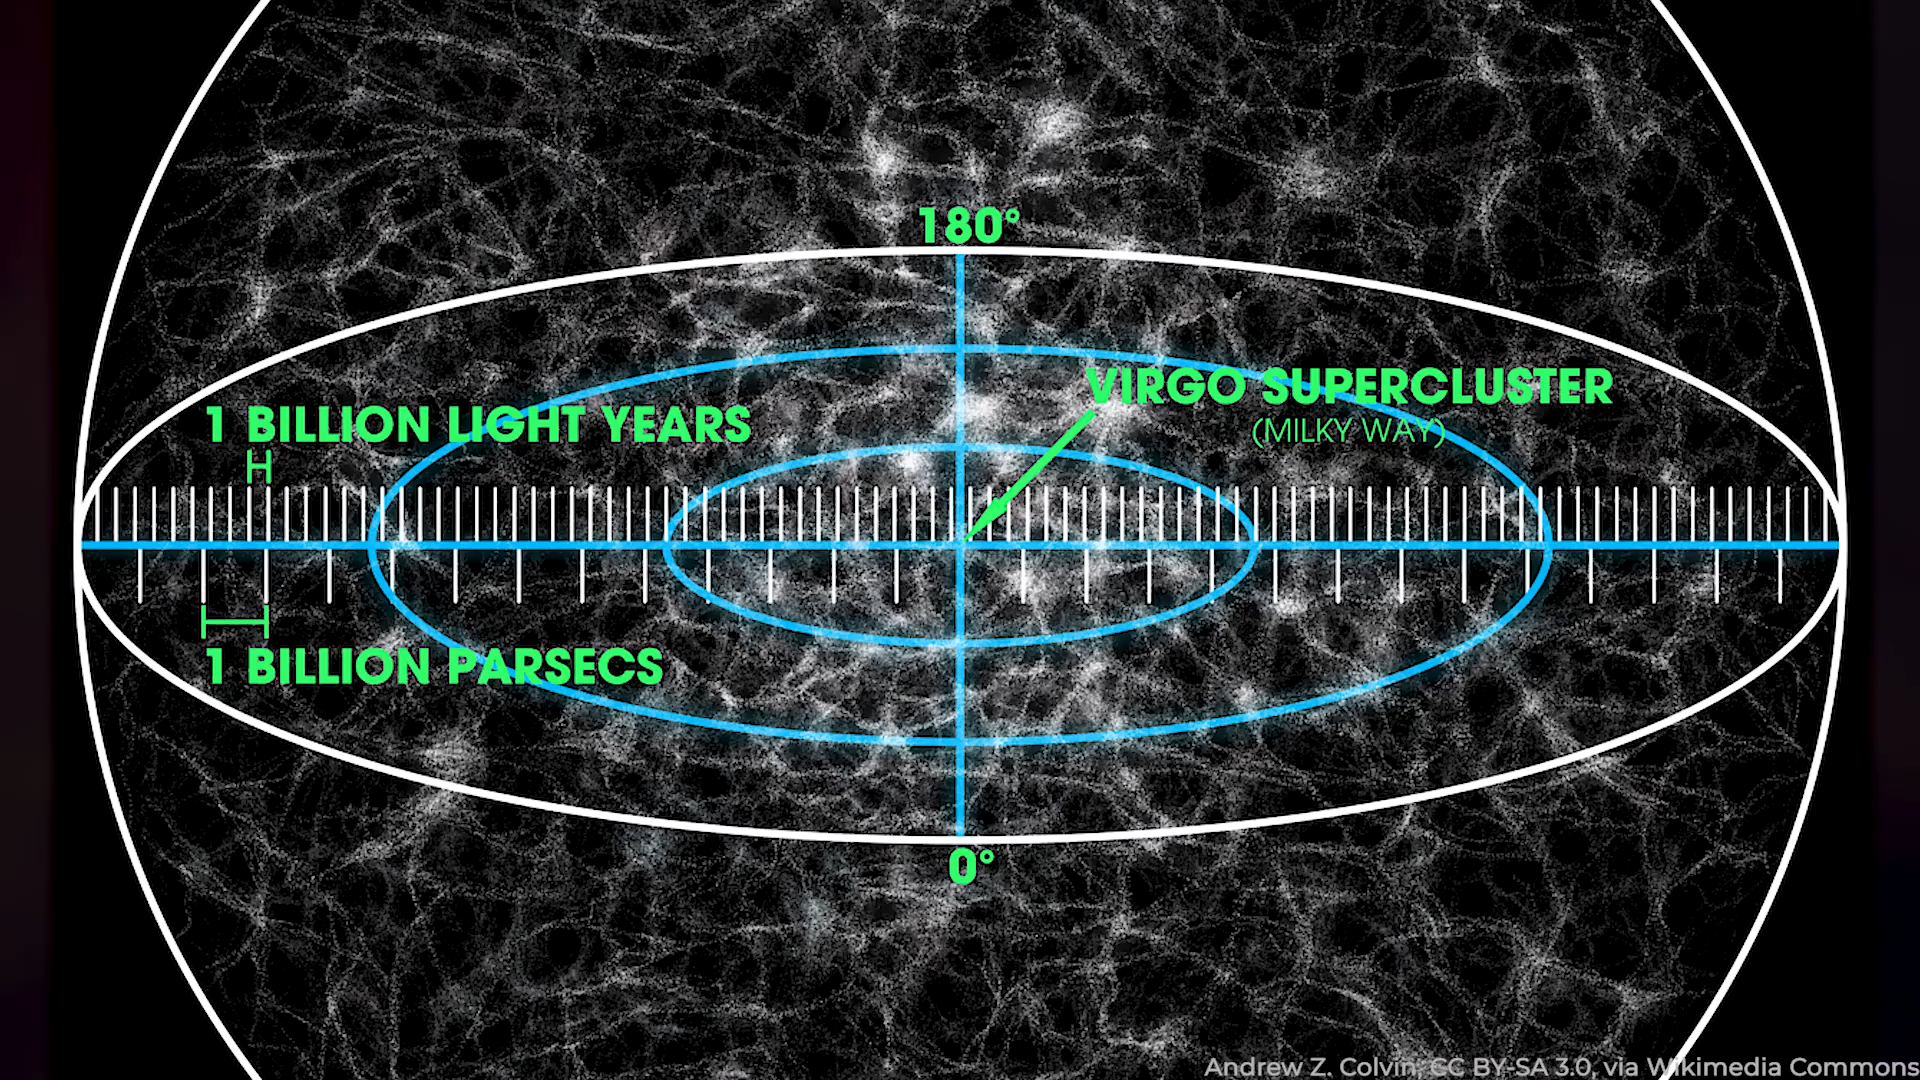 180°
VIRGO SUPERCLUSTER
(MILKY WAY)
1 BILLION LIGHT YEARS
1 BILLION PARSECS
0°
Andrew Z. Colvin, CC BY-SA 3.0, via Wikimedia Commons